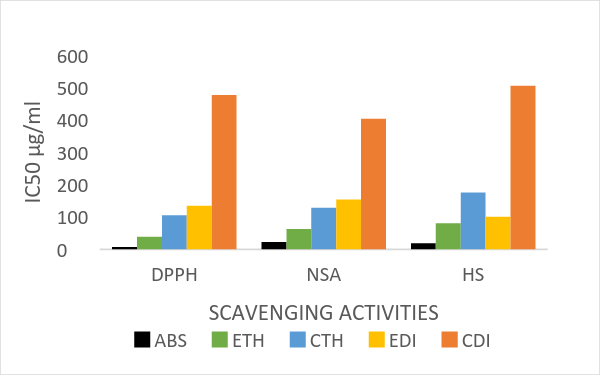 600
500
400
300
200
100
0
IC50 µg/ml
DPPH NSA HS
SCAVENGING ACTIVITIES
ABS ETH CTH EDI CDI